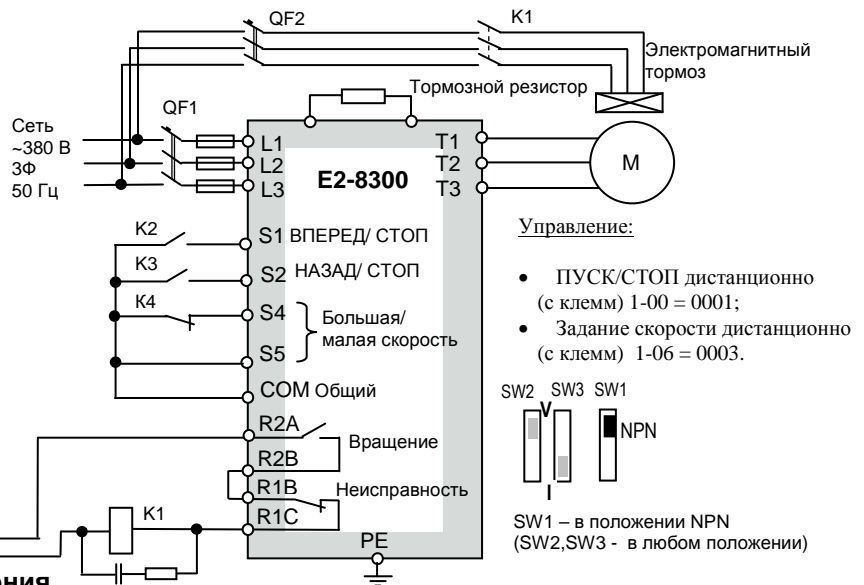 QF2
K1
Электромагнитный
тормоз
Тормозной резистор
QF1
Сеть
~380 В
3Ф
50 Гц
L1
L2
L3
E2-8300
T1
T2
T3
М
K2
S1 ВПЕРЕД/ СТОП
K3
S2 НАЗАД/ СТОП
К4
S4
S5
Большая/
малая скорость
COM Общий
R2A
Вращение
R2B
R1B
Неисправность
R1C
K1
PE
Управление:
• ПУСК/СТОП дистанционно
(с клемм) 1-00 = 0001;
• Задание скорости дистанционно
(с клемм) 1-06 = 0003.
SW2 SW3 SW1
V
NPN
I
SW1 – в положении NPN
(SW2,SW3 - в любом положении)